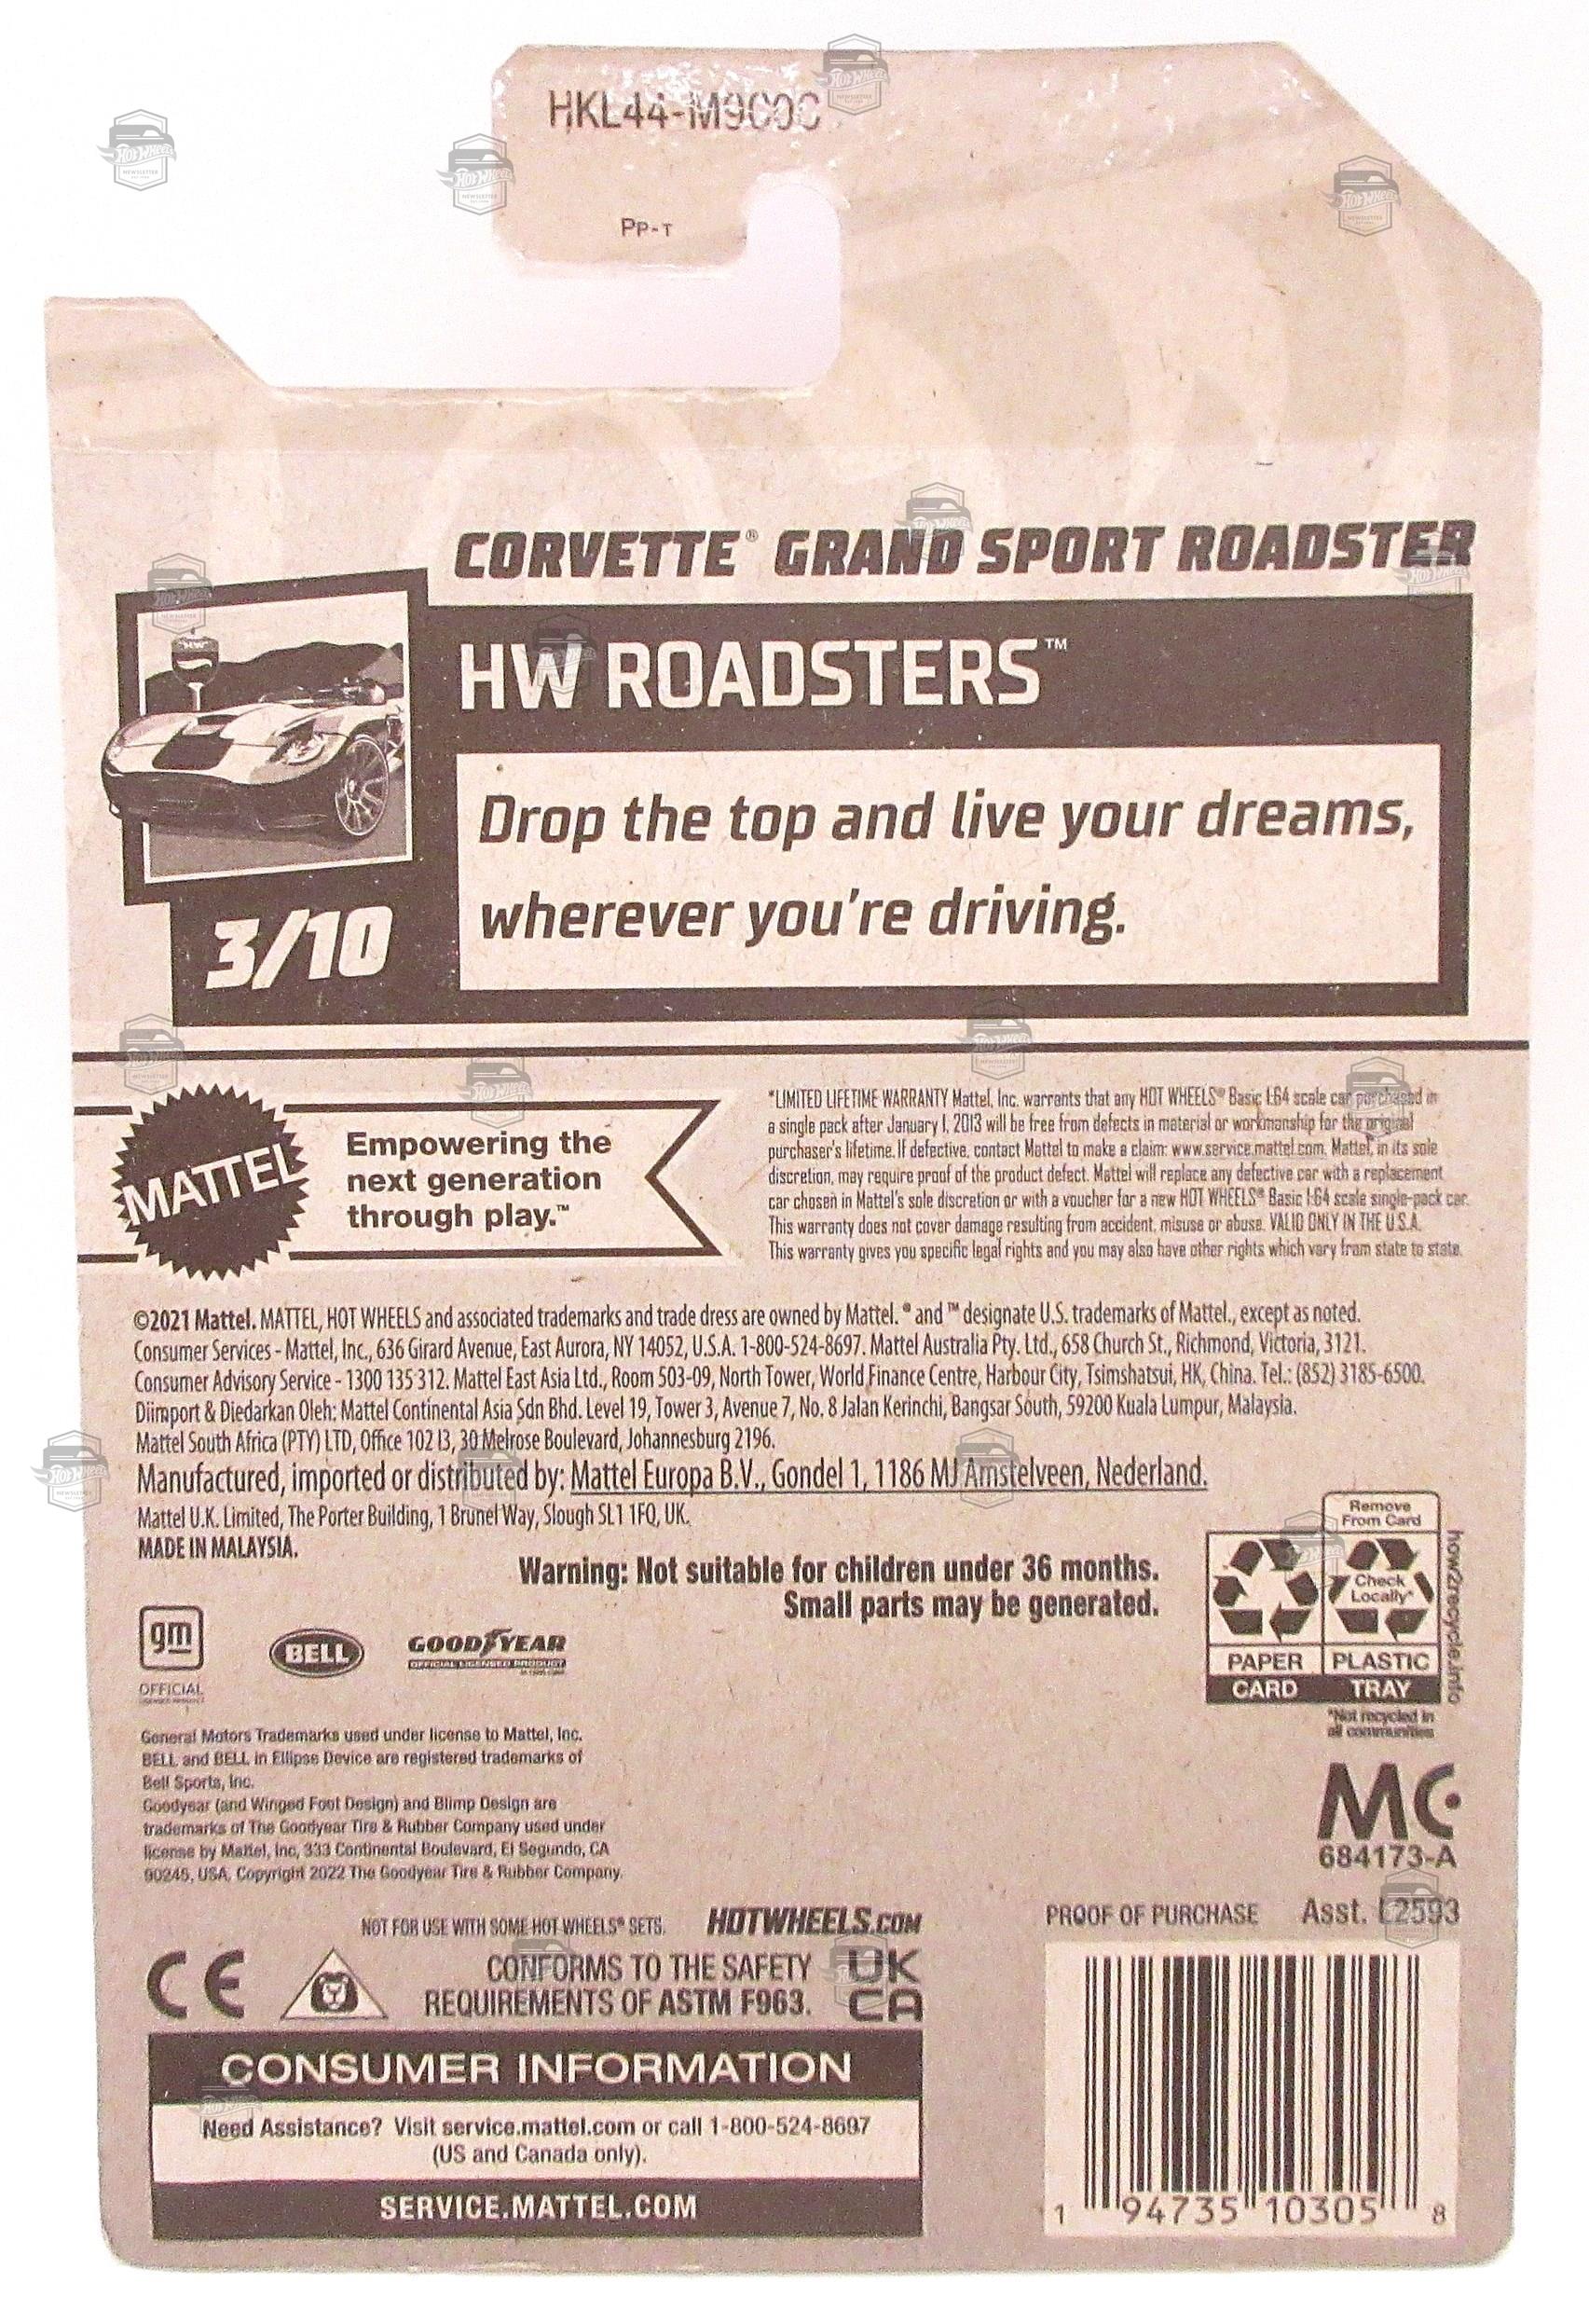 HKL44-M9C0C
PP-T
CORVETTE® GRAND SPORT ROADSTER
HW ROADSTERS™
HW
Drop the top and live your dreams,
wherever you're driving.
3/10
MATTEL
Empowering the
next generation
through play.™
*LIMITED LIFETIME WARRANTY Mattel, Inc. warrants that any HOT WHEELS® Basic 1:64 scale car purchased in
a single pack after January 1, 2013 will be free from defects in material or workmanship for the original
purchaser's lifetime. If defective, contact Mattel to make a claim: www.service.mattel.com. Mattel, in its sole
discretion, may require proof of the product defect. Mattel will replace any defective car with a replacement
car chosen in Mattel's sole discretion or with a voucher for a new HOT WHEELS® Basic 1:64 scale single-pack car.
This warranty does not cover damage resulting from accident, misuse or abuse. VALID ONLY IN THE U.S.A.
This warranty gives you specific legal rights and you may also have other rights which vary from state to state.
©2021 Mattel. MATTEL, HOT WHEELS and associated trademarks and trade dress are owned by Mattel. ® and ™ designate U.S. trademarks of Mattel., except as noted.
Consumer Services - Mattel, Inc., 636 Girard Avenue, East Aurora, NY 14052, U.S.A. 1-800-524-8697. Mattel Australia Pty. Ltd., 658 Church St., Richmond, Victoria, 3121.
Consumer Advisory Service - 1300 135 312. Mattel East Asia Ltd., Room 503-09, North Tower, World Finance Centre, Harbour City, Tsimshatsui, HK, China. Tel.: (852) 3185-6500.
Diimport & Diedarkan Oleh: Mattel Continental Asia Sdn Bhd. Level 19, Tower 3, Avenue 7, No. 8 Jalan Kerinchi, Bangsar South, 59200 Kuala Lumpur, Malaysia.
Mattel South Africa (PTY) LTD, Office 102 I3, 30 Melrose Boulevard, Johannesburg 2196.
Manufactured, imported or distributed by: Mattel Europa B.V., Gondel 1, 1186 MJ Amstelveen, Nederland.
Mattel U.K. Limited, The Porter Building, 1 Brunel Way, Slough SL1 1FQ, UK.
MADE IN MALAYSIA.
Warning: Not suitable for children under 36 months.
Small parts may be generated.
Remove
From Card
Check
Locally*
PAPER PLASTIC
CARD TRAY
how2recycle.info
*Not recycled in
all communities
gm
OFFICIAL
BELL
GOODYEAR
OFFICIAL LICENSED PRODUCT
General Motors Trademarks used under license to Mattel, Inc.
BELL and BELL in Ellipse Device are registered trademarks of
Bell Sports, Inc.
Goodyear (and Winged Foot Design) and Blimp Design are
trademarks of The Goodyear Tire & Rubber Company used under
license by Mattel, Inc, 333 Continental Boulevard, El Segundo, CA
90245, USA. Copyright 2022 The Goodyear Tire & Rubber Company.
MC
684173-A
PROOF OF PURCHASE Asst. L2593
NOT FOR USE WITH SOME HOT WHEELS® SETS. HOTWHEELS.COM
CE
CONFORMS TO THE SAFETY
REQUIREMENTS OF ASTM F963.
UK
CA
CONSUMER INFORMATION
Need Assistance? Visit service.mattel.com or call 1-800-524-8697
(US and Canada only).
SERVICE.MATTEL.COM
1 94735 10305 8